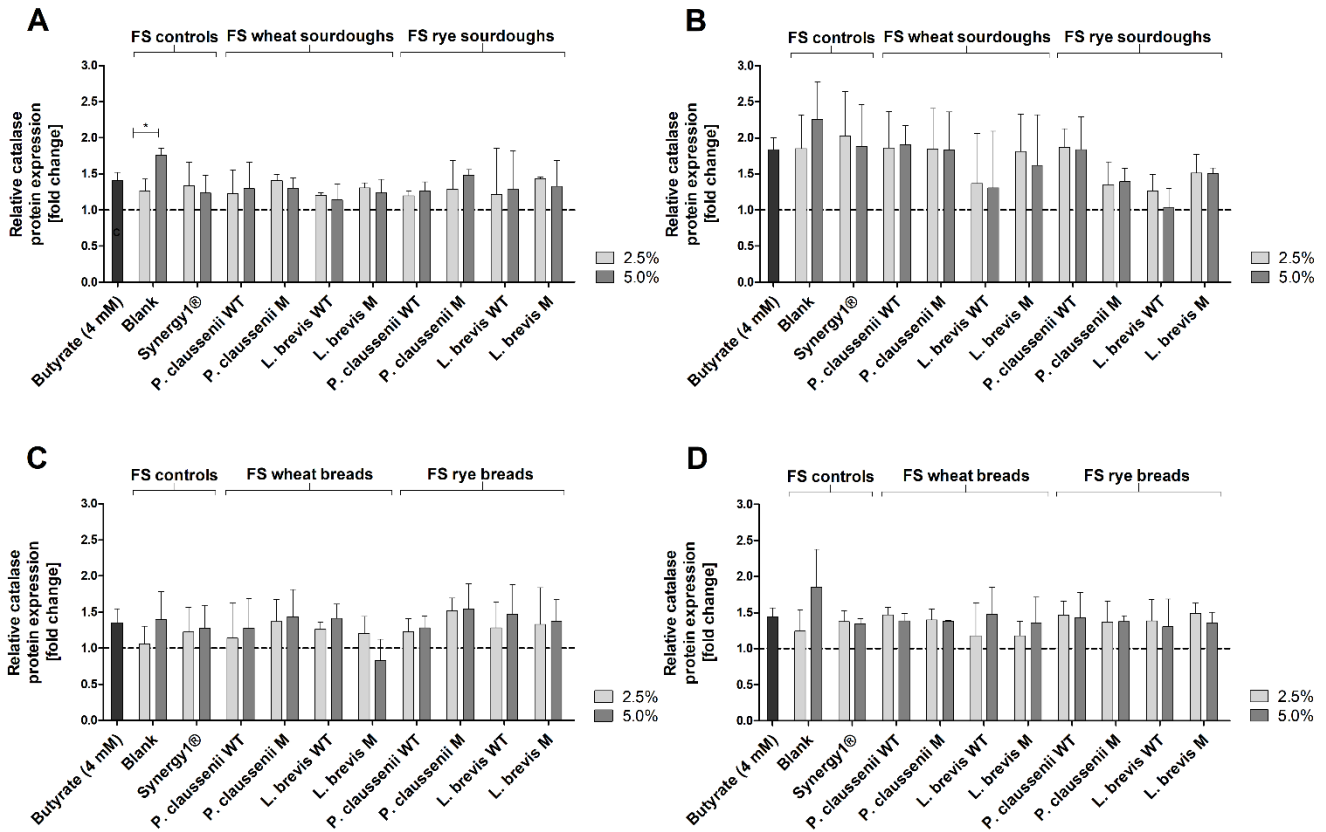 A
FS controls FS wheat sourdoughs FS rye sourdoughs
Relative catalase
protein expression
[fold change]
3.0
2.5
2.0
1.5
1.0
0.5
0.0
*
c
2.5%
5.0%
Butyrate (4 mM)
Blank
Synergy1®
P. claussenii WT
P. claussenii M
L. brevis WT
L. brevis M
P. claussenii WT
P. claussenii M
L. brevis WT
L. brevis M
B
FS controls FS wheat sourdoughs FS rye sourdoughs
Relative catalase
protein expression
[fold change]
3.0
2.5
2.0
1.5
1.0
0.5
0.0
2.5%
5.0%
Butyrate (4 mM)
Blank
Synergy1®
P. claussenii WT
P. claussenii M
L. brevis WT
L. brevis M
P. claussenii WT
P. claussenii M
L. brevis WT
L. brevis M
C
FS controls FS wheat breads FS rye breads
Relative catalase
protein expression
[fold change]
3.0
2.5
2.0
1.5
1.0
0.5
0.0
2.5%
5.0%
Butyrate (4 mM)
Blank
Synergy1®
P. claussenii WT
P. claussenii M
L. brevis WT
L. brevis M
P. claussenii WT
P. claussenii M
L. brevis WT
L. brevis M
D
FS controls FS wheat breads FS rye breads
Relative catalase
protein expression
[fold change]
3.0
2.5
2.0
1.5
1.0
0.5
0.0
2.5%
5.0%
Butyrate (4 mM)
Blank
Synergy1®
P. claussenii WT
P. claussenii M
L. brevis WT
L. brevis M
P. claussenii WT
P. claussenii M
L. brevis WT
L. brevis M